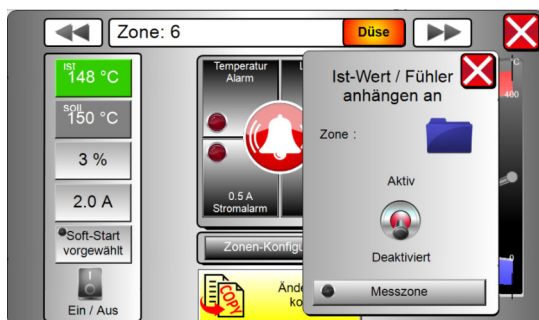 Zone: 6
Düse
IST
148 °C
SOLL
150 °C
3 %
2.0 A
Soft-Start
vorgewählt
Ein / Aus
Temperatur
Alarm
0.5 A
Stromalarm
L
Zonen-Konfigu
COPY
Ände
ko
Ist-Wert / Fühler
anhängen an
Zone :
Aktiv
Deaktiviert
Messzone
°C
400
0